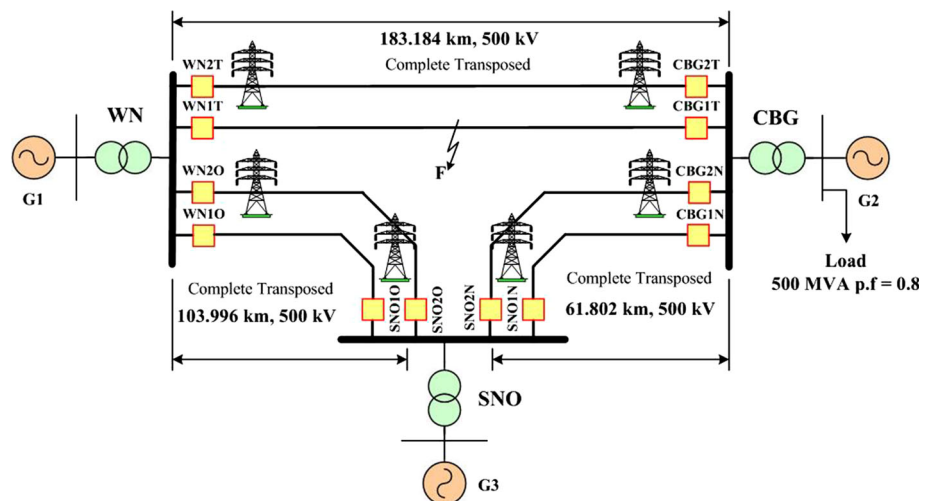 183.184 km, 500 kV
Complete Transposed
WN2T
CBG2T
WN1T
CBG1T
WN
CBG
F
G1
WN2O
CBG2N
G2
WN1O
CBG1N
Load
500 MVA p.f = 0.8
Complete Transposed
103.996 km, 500 kV
SNO1O
SNO2O
SNO2N
SNO1N
Complete Transposed
61.802 km, 500 kV
SNO
G3